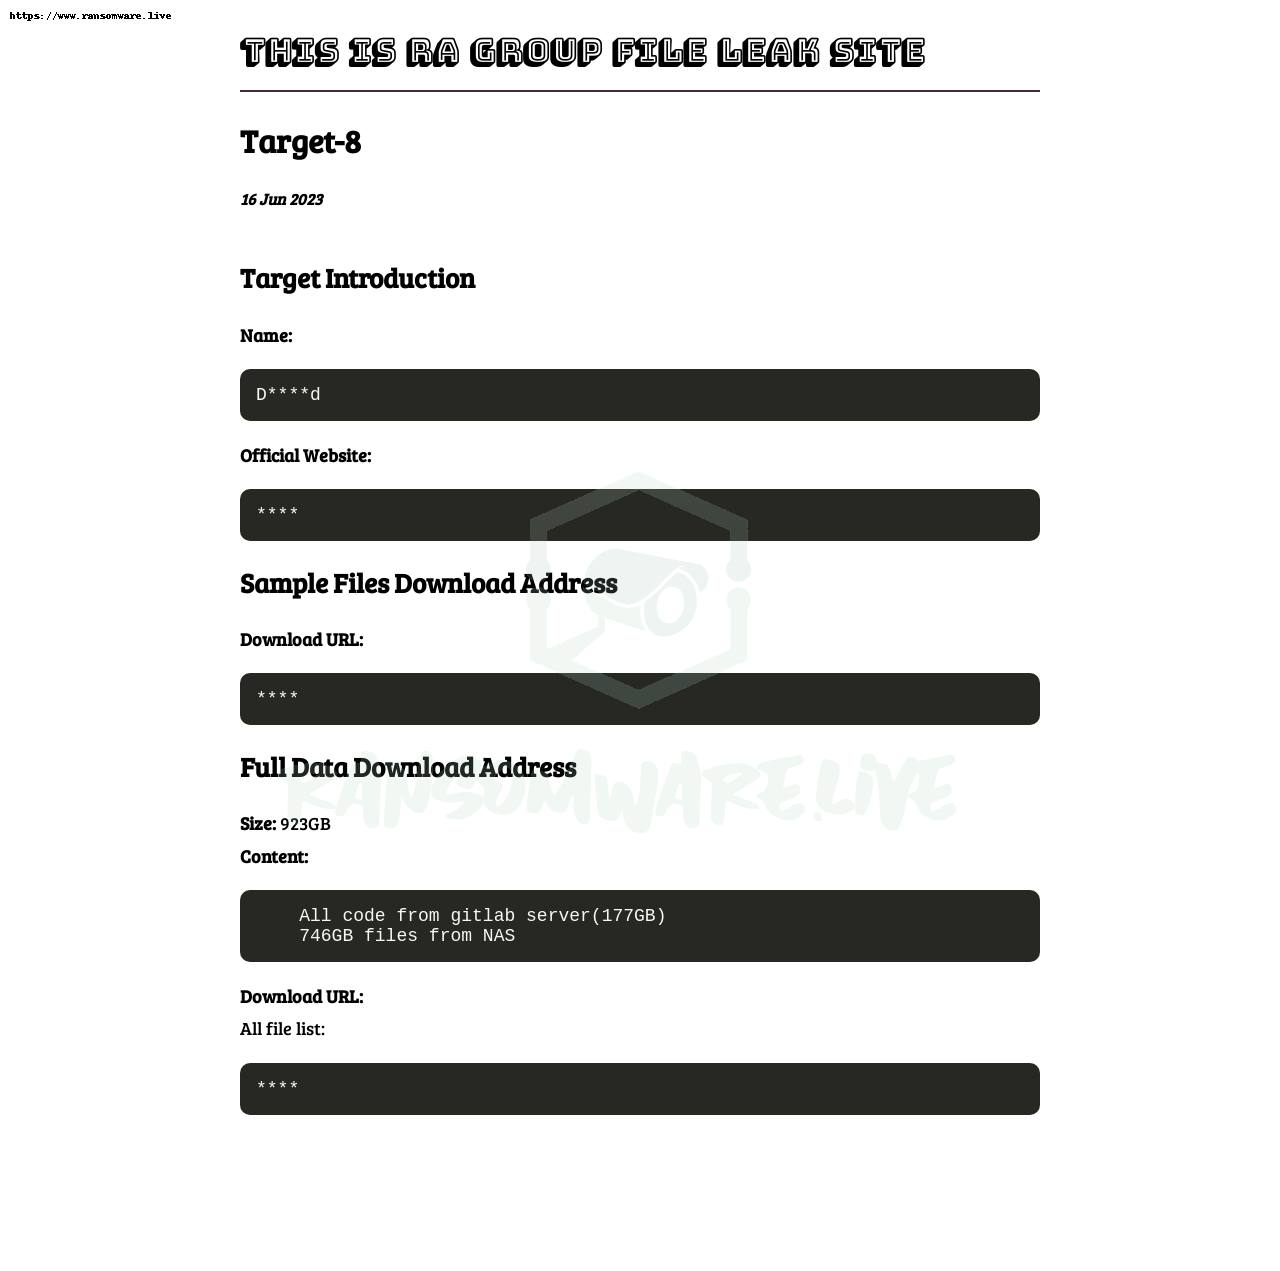 https://www.ransomware.live
THIS IS RA GROUP FILE LEAK SITE
Target-8
16 Jun 2023
Target Introduction
Name:
D****d
Official Website:
****
Sample Files Download Address
Download URL:
****
Full Data Download Address
RANSOMWARE.LIVE
Size: 923GB
Content:
All code from gitlab server(177GB)
746GB files from NAS
Download URL:
All file list:
****